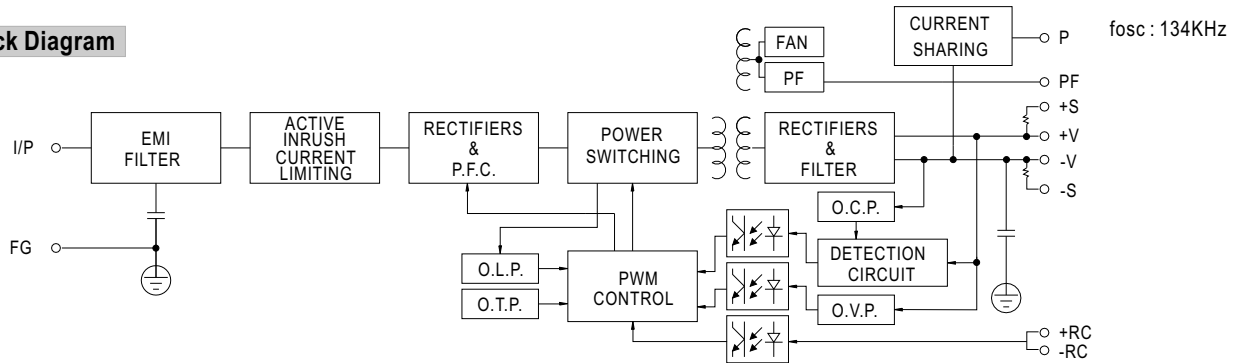 ck Diagram
fosc : 134KHz
CURRENT
SHARING
P
FAN
PF
PF
+S
I/P
EMI
FILTER
ACTIVE
INRUSH
CURRENT
LIMITING
RECTIFIERS
&
P.F.C.
POWER
SWITCHING
RECTIFIERS
&
FILTER
+V
-V
-S
O.C.P.
FG
O.L.P.
O.T.P.
PWM
CONTROL
DETECTION
CIRCUIT
O.V.P.
+RC
-RC